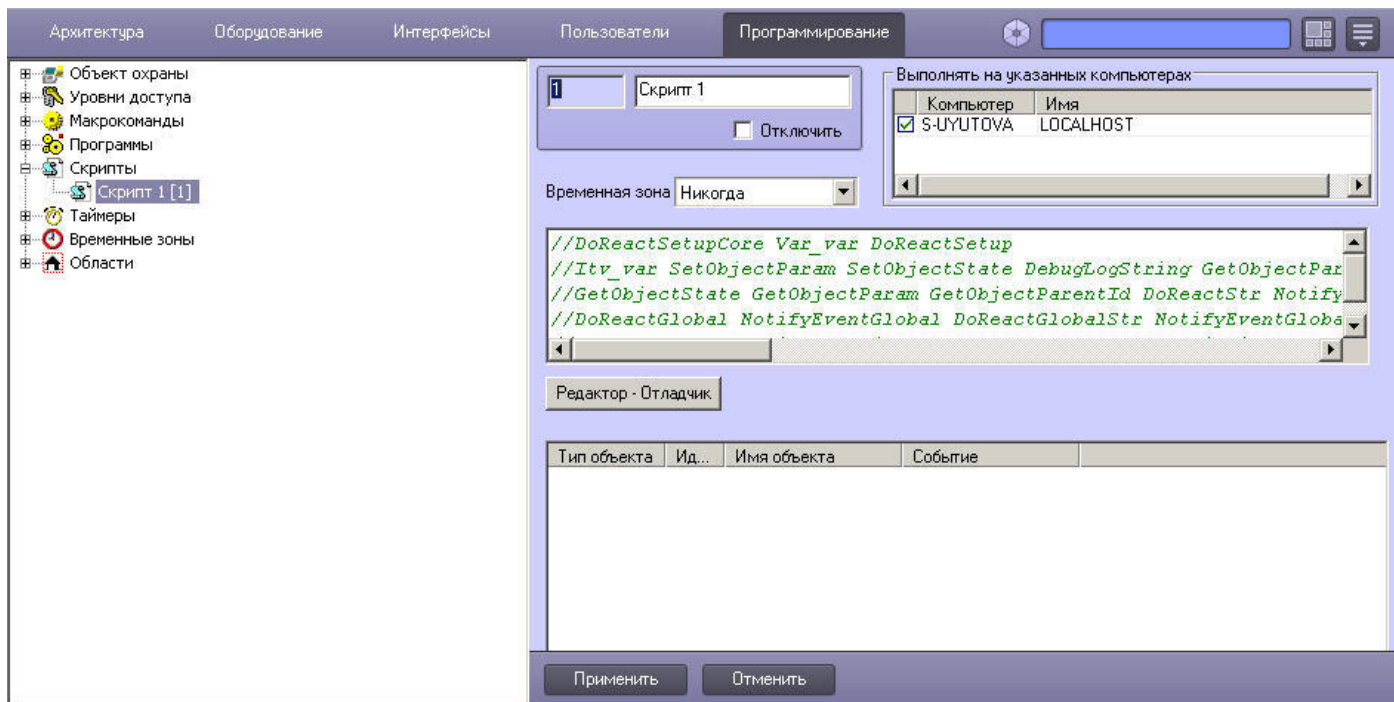 Архитектура Оборудование Интерфейсы Пользователи Программирование
Объект охраны
Уровни доступа
Макрокоманды
Программы
Скрипты
Скрипт 1 [1]
Таймеры
Временные зоны
Области
1 Скрипт 1
Отключить
Выполнять на указанных компьютерах
Компьютер Имя
S-UYUTOVA LOCALHOST
Временная зона Никогда
//DoReactSetupCore Var_var DoReactSetup
//Itv_var SetObjectParam SetObjectState DebugLogString GetObjectPar
//GetObjectState GetObjectParam GetObjectParentId DoReactStr Notify
//DoReactGlobal NotifyEventGlobal DoReactGlobalStr NotifyEventGloba
Редактор - Отладчик
Тип объекта Ид... Имя объекта Событие
Применить Отменить